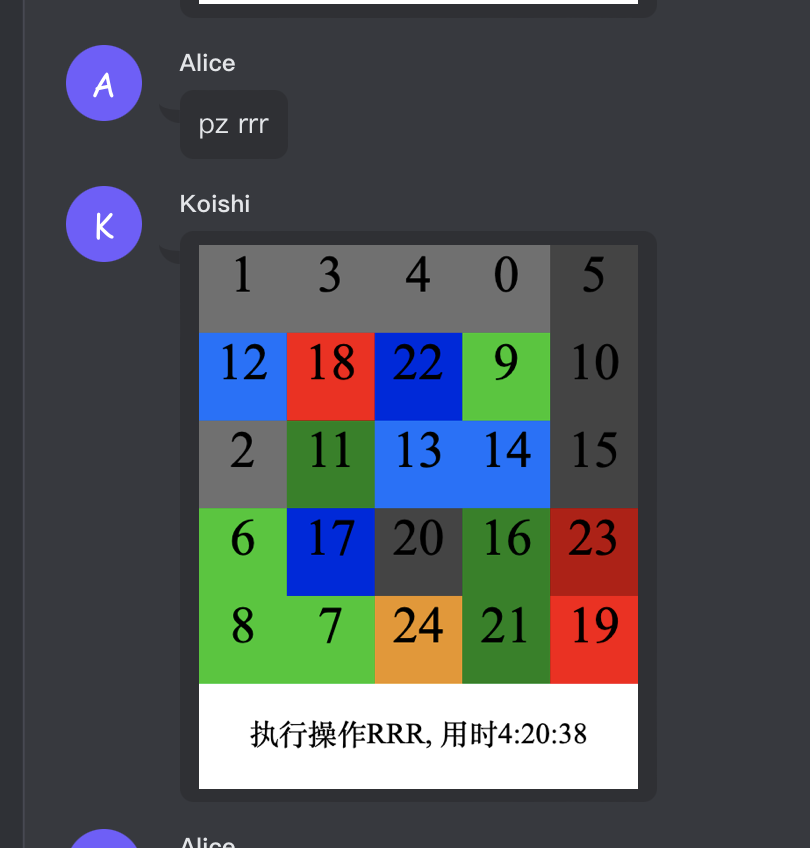 Alice
A
pz rrr
Koishi
K
1 3 4 0 5
12 18 22 9 10
2 11 13 14 15
6 17 20 16 23
8 7 24 21 19
执行操作RRR, 用时4:20:38
Alice